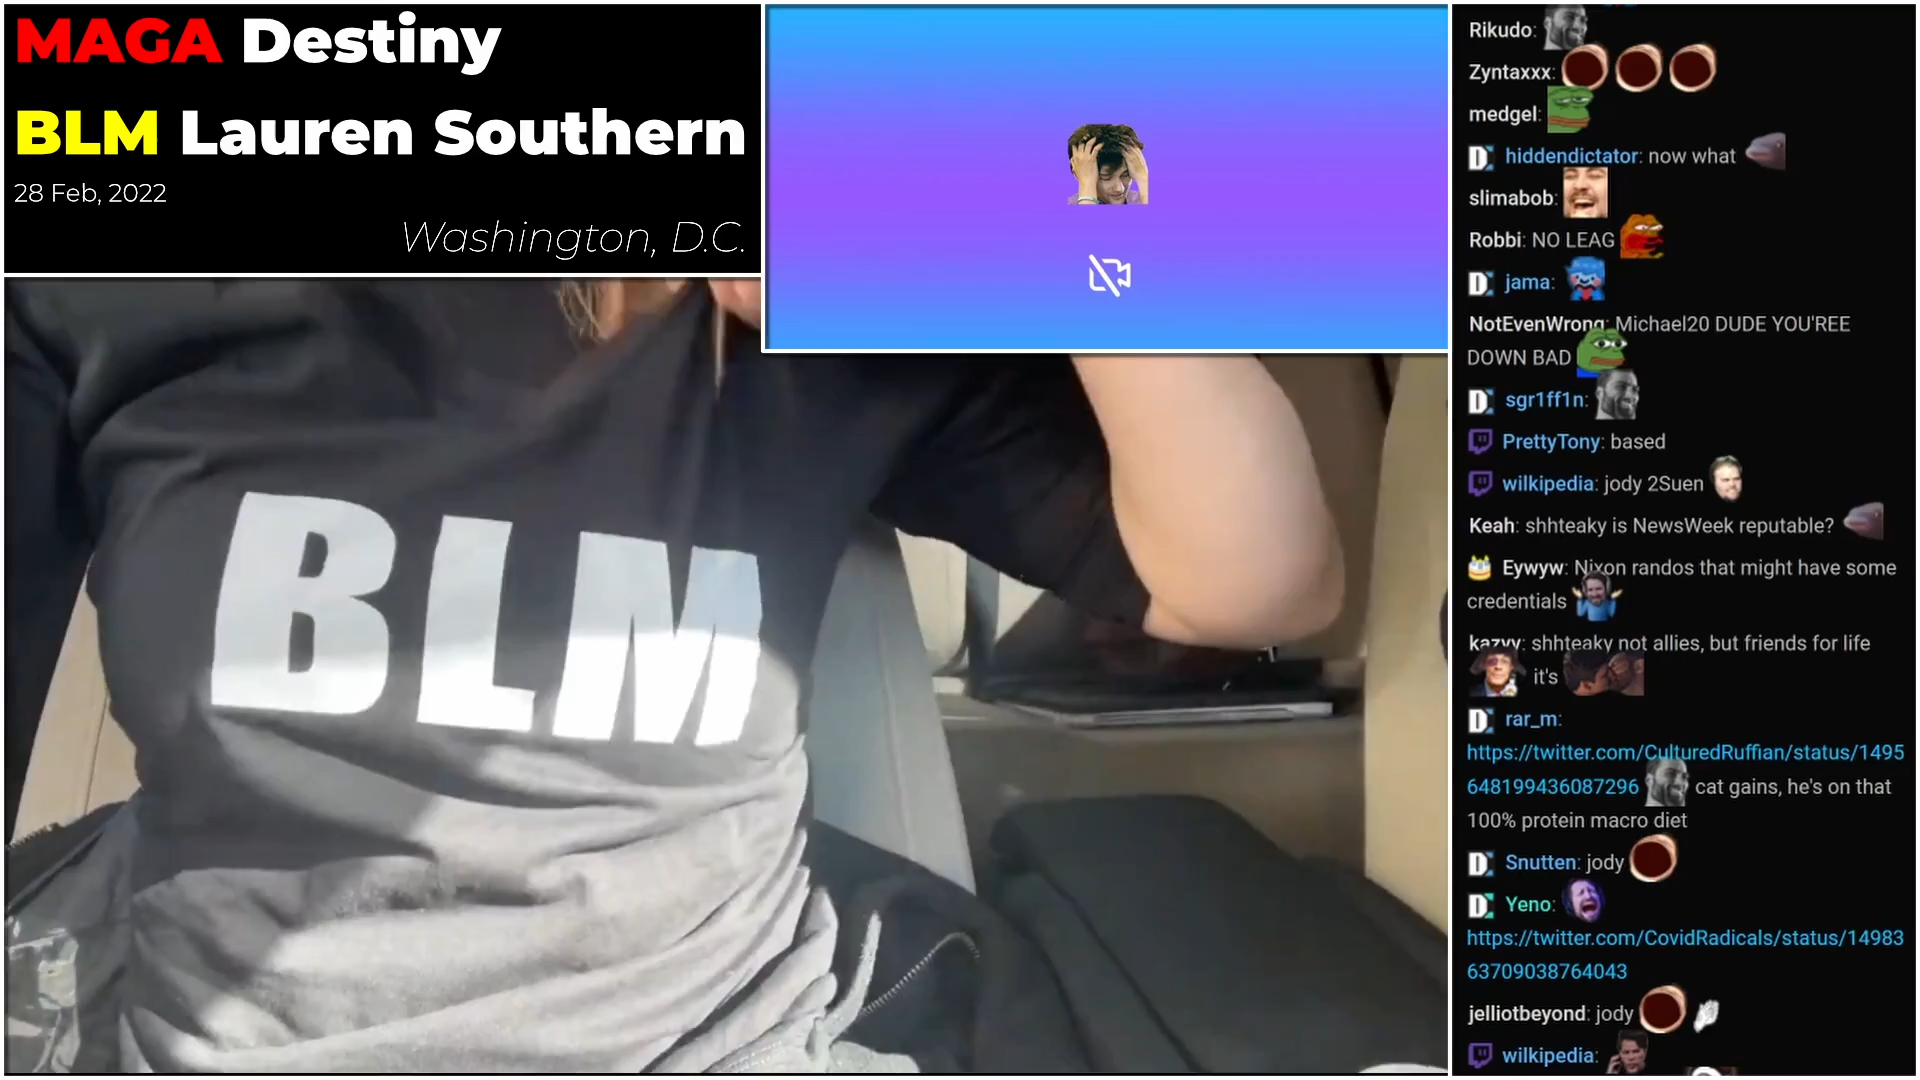 MAGA Destiny
BLM Lauren Southern
28 Feb, 2022
Washington, D.C.
BLM
Rikudo:
Zyntaxxx:
medgel:
hiddendictator: now what
slimabob:
Robbi: NO LEAG
jama:
NotEvenWrong: Michael20 DUDE YOU'REE
DOWN BAD
sgr1ff1n:
PrettyTony: based
wilkipedia: jody 2Suen
Keah: shhteaky is NewsWeek reputable?
Eywyw: Nixon randos that might have some
credentials
kazyy: shhteaky not allies, but friends for life
it's
rar_m:
https://twitter.com/CulturedRuffian/status/1495
648199436087296 cat gains, he's on that
100% protein macro diet
Snutten: jody
Yeno:
https://twitter.com/CovidRadicals/status/14983
63709038764043
jelliotbeyond: jody
wilkipedia: